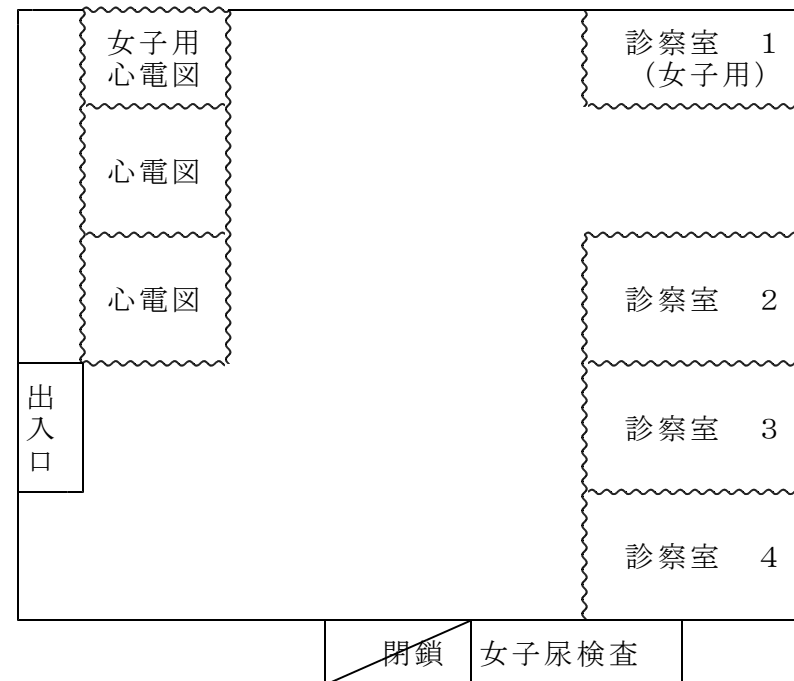 女子用
心電図
診察室　１
（女子用）
心電図
心電図
診察室　２
出入口
診察室　３
診察室　４
閉鎖
女子尿検査